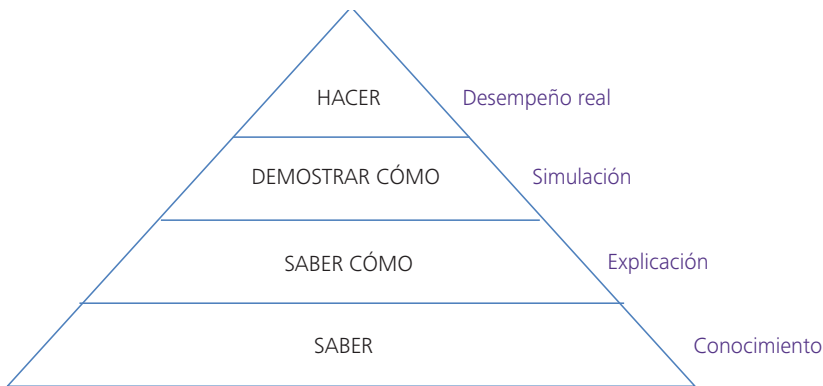 HACER
Desempeño real
DEMOSTRAR CÓMO
Simulación
SABER CÓMO
Explicación
SABER
Conocimiento